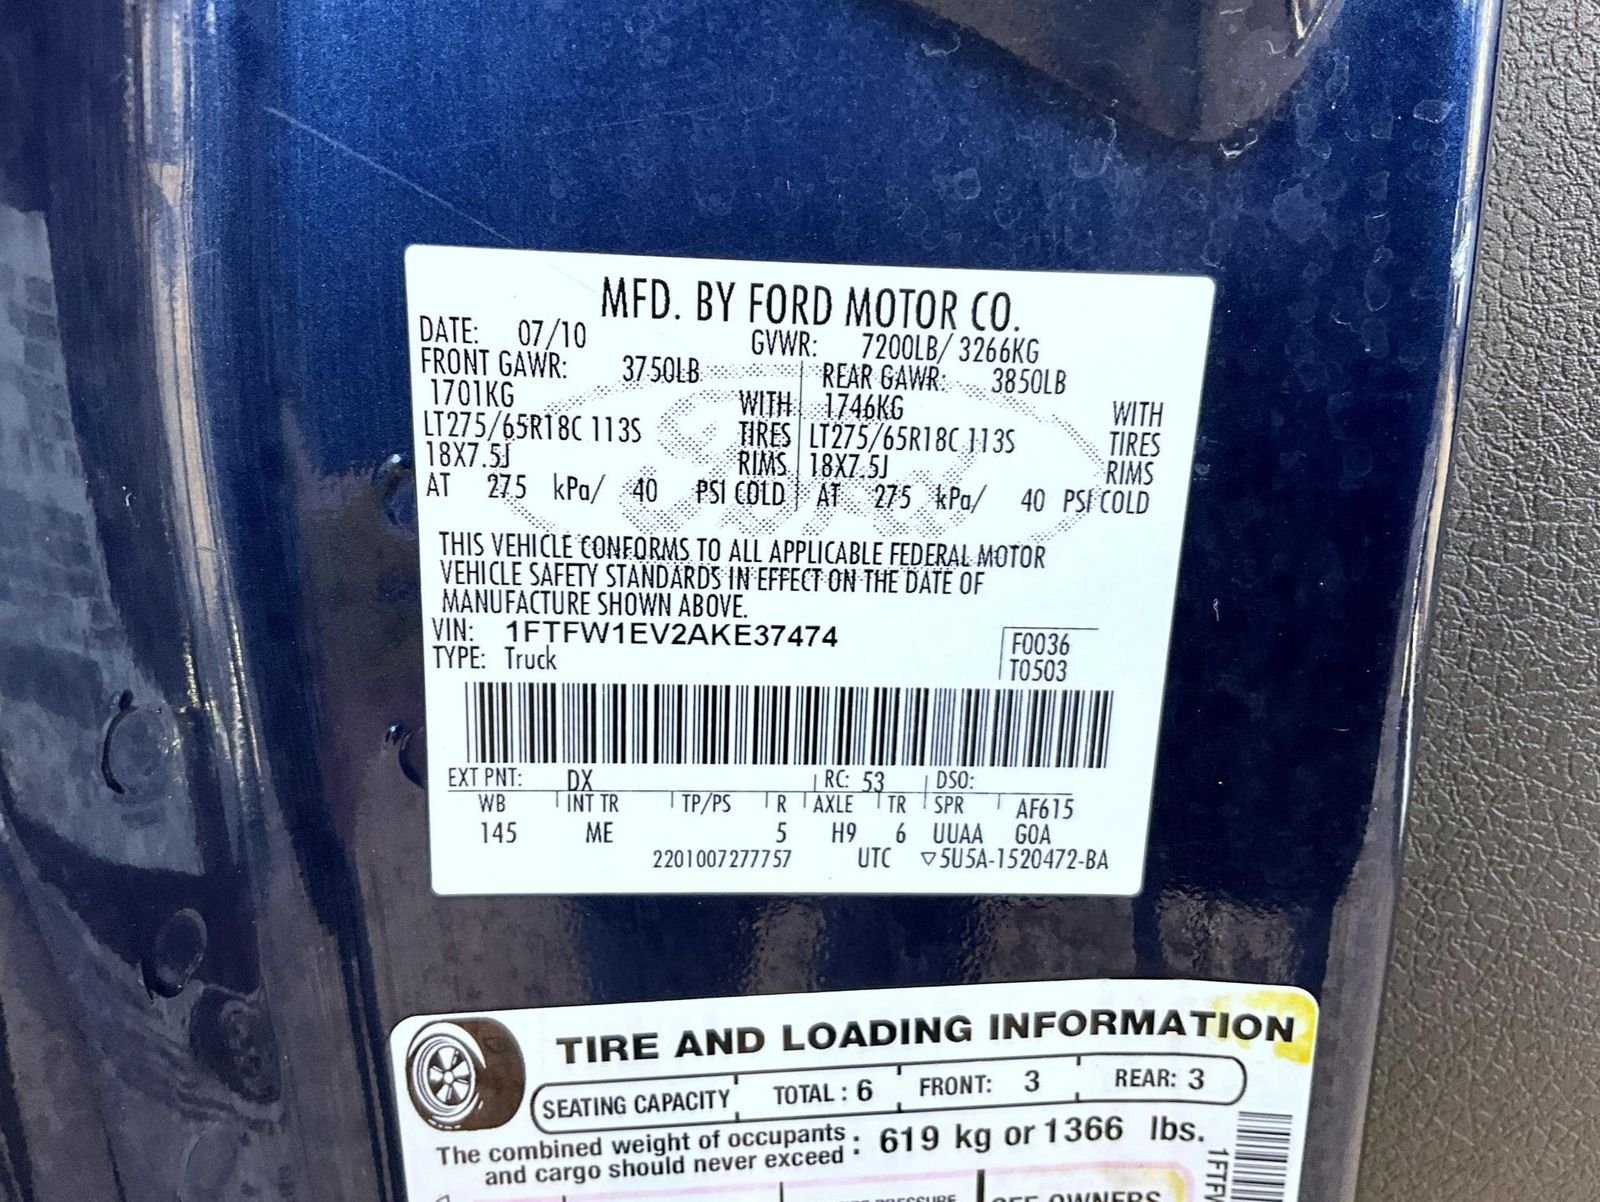 MFD. BY FORD MOTOR CO.
DATE: 07/10 GVWR: 7200LB/ 3266KG
FRONT GAWR: 3750LB REAR GAWR: 3850LB
1701KG WITH 1746KG WITH
LT275/65R18C 113S TIRES LT275/65R18C 113S TIRES
18X7.5J RIMS 18X7.5J RIMS
AT 275 kPa/ 40 PSI COLD AT 275 kPa/ 40 PSI COLD
THIS VEHICLE CONFORMS TO ALL APPLICABLE FEDERAL MOTOR
VEHICLE SAFETY STANDARDS IN EFFECT ON THE DATE OF
MANUFACTURE SHOWN ABOVE.
VIN: 1FTFW1EV2AKE37474 F0036
TYPE: Truck T0503
EXT PNT: DX RC: 53 DSO:
WB INT TR TP/PS R AXLE TR SPR AF615
145 ME 5 H9 6 UUAA G0A
2201007277757 UTC ▽5U5A-1520472-BA
TIRE AND LOADING INFORMATION
SEATING CAPACITY TOTAL : 6 FRONT: 3 REAR: 3
The combined weight of occupants : 619 kg or 1366 lbs.
and cargo should never exceed :
SEE OWNERS